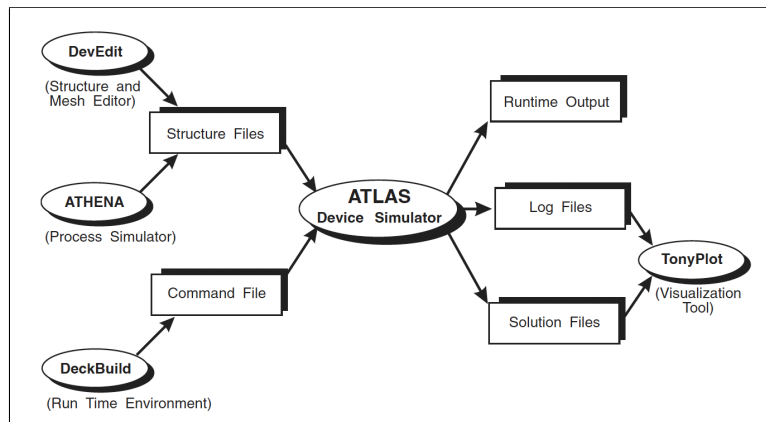 DevEdit
(Structure and
Mesh Editor)
Structure Files
ATHENA
(Process Simulator)
Command File
DeckBuild
(Run Time Environment)
ATLAS
Device Simulator
Runtime Output
Log Files
Solution Files
TonyPlot
(Visualization
Tool)